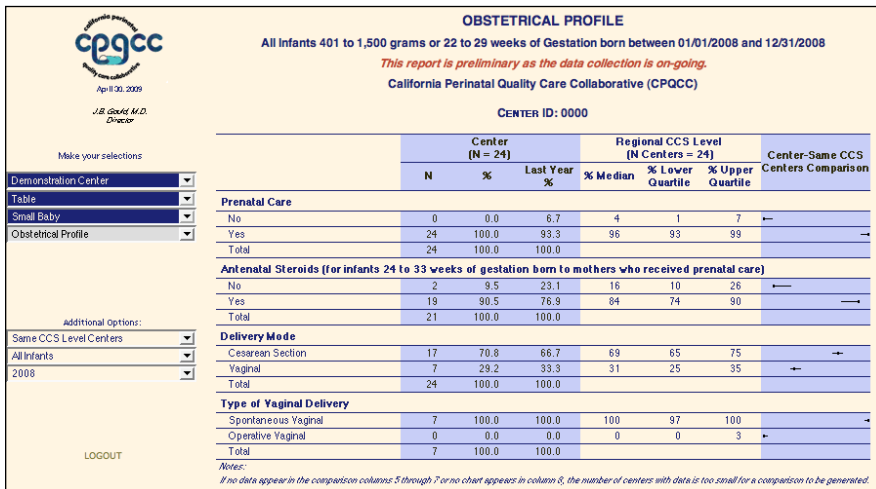 OBSTETRICAL PROFILE
All Infants 401 to 1,500 grams or 22 to 29 weeks of Gestation born between 01/01/2008 and 12/31/2008
This report is preliminary as the data collection is on-going.
California Perinatal Quality Care Collaborative (CPQCC)
CENTER ID: 0000
california perinatal
cpqcc
quality care collaborative
April 30, 2009
J.B. Gould, M.D.
Director
Make your selections
Demonstration Center
Table
Small Baby
Obstetrical Profile
Additional Options:
Same CCS Level Centers
All Infants
2008
LOGOUT
Center (N = 24) Regional CCS Level (N Centers = 24) Center-Same CCS Centers Comparison
N % Last Year % % Median % Lower Quartile % Upper Quartile
Prenatal Care
No 0 0.0 6.7 4 1 7
Yes 24 100.0 93.3 96 93 99
Total 24 100.0 100.0
Antenatal Steroids (for infants 24 to 33 weeks of gestation born to mothers who received prenatal care)
No 2 9.5 23.1 16 10 26
Yes 19 90.5 76.9 84 74 90
Total 21 100.0 100.0
Delivery Mode
Cesarean Section 17 70.8 66.7 69 65 75
Vaginal 7 29.2 33.3 31 25 35
Total 24 100.0 100.0
Type of Vaginal Delivery
Spontaneous Vaginal 7 100.0 100.0 100 97 100
Operative Vaginal 0 0.0 0.0 0 0 3
Total 7 100.0 100.0
Notes:
If no data appear in the comparison columns 5 through 7 or no chart appears in column 8, the number of centers with data is too small for a comparison to be generated.